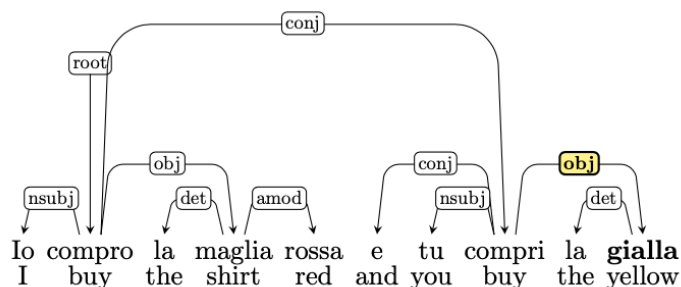 conj
root
obj conj obj
nsubj det amod nsubj det
Io compro la maglia rossa e tu compri la gialla
I buy the shirt red and you buy the yellow